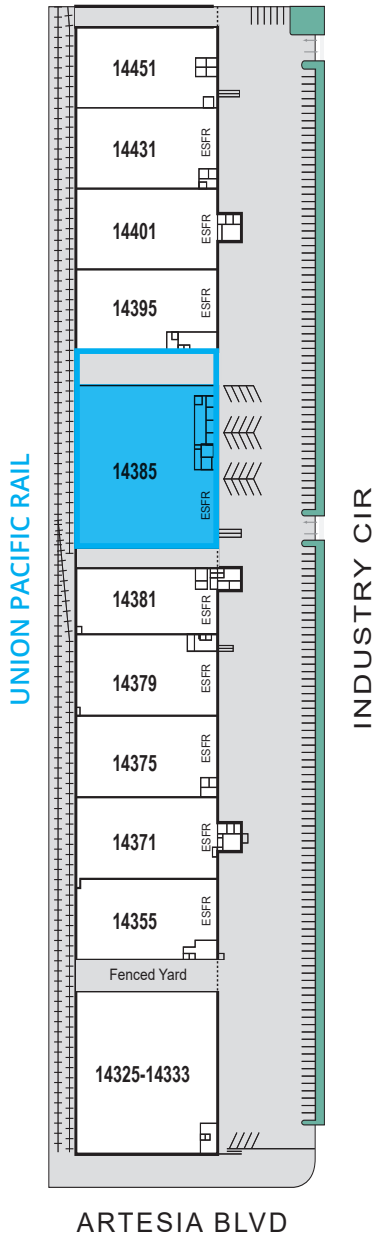 14451
14431
ESFR
14401
ESFR
14395
ESFR
14385
ESFR
14381
ESFR
14379
ESFR
14375
ESFR
14371
ESFR
14355
ESFR
Fenced Yard
14325-14333
UNION PACIFIC RAIL
INDUSTRY CIR
ARTESIA BLVD